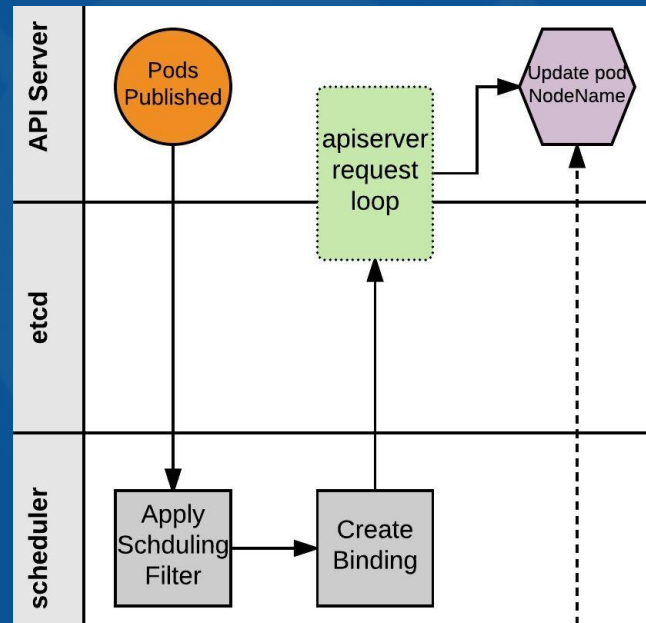 API Server
Pods
Published
apiserver
request
loop
Update pod
NodeName
etcd
scheduler
Apply
Schduling
Filter
Create
Binding